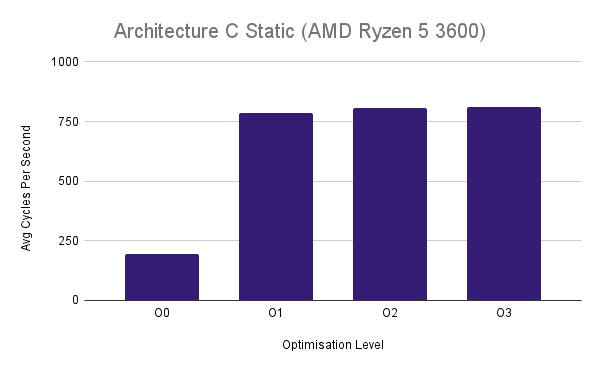 Architecture C Static (AMD Ryzen 5 3600)
1000
750
500
250
0
Avg Cycles Per Second
O0 O1 O2 O3
Optimisation Level